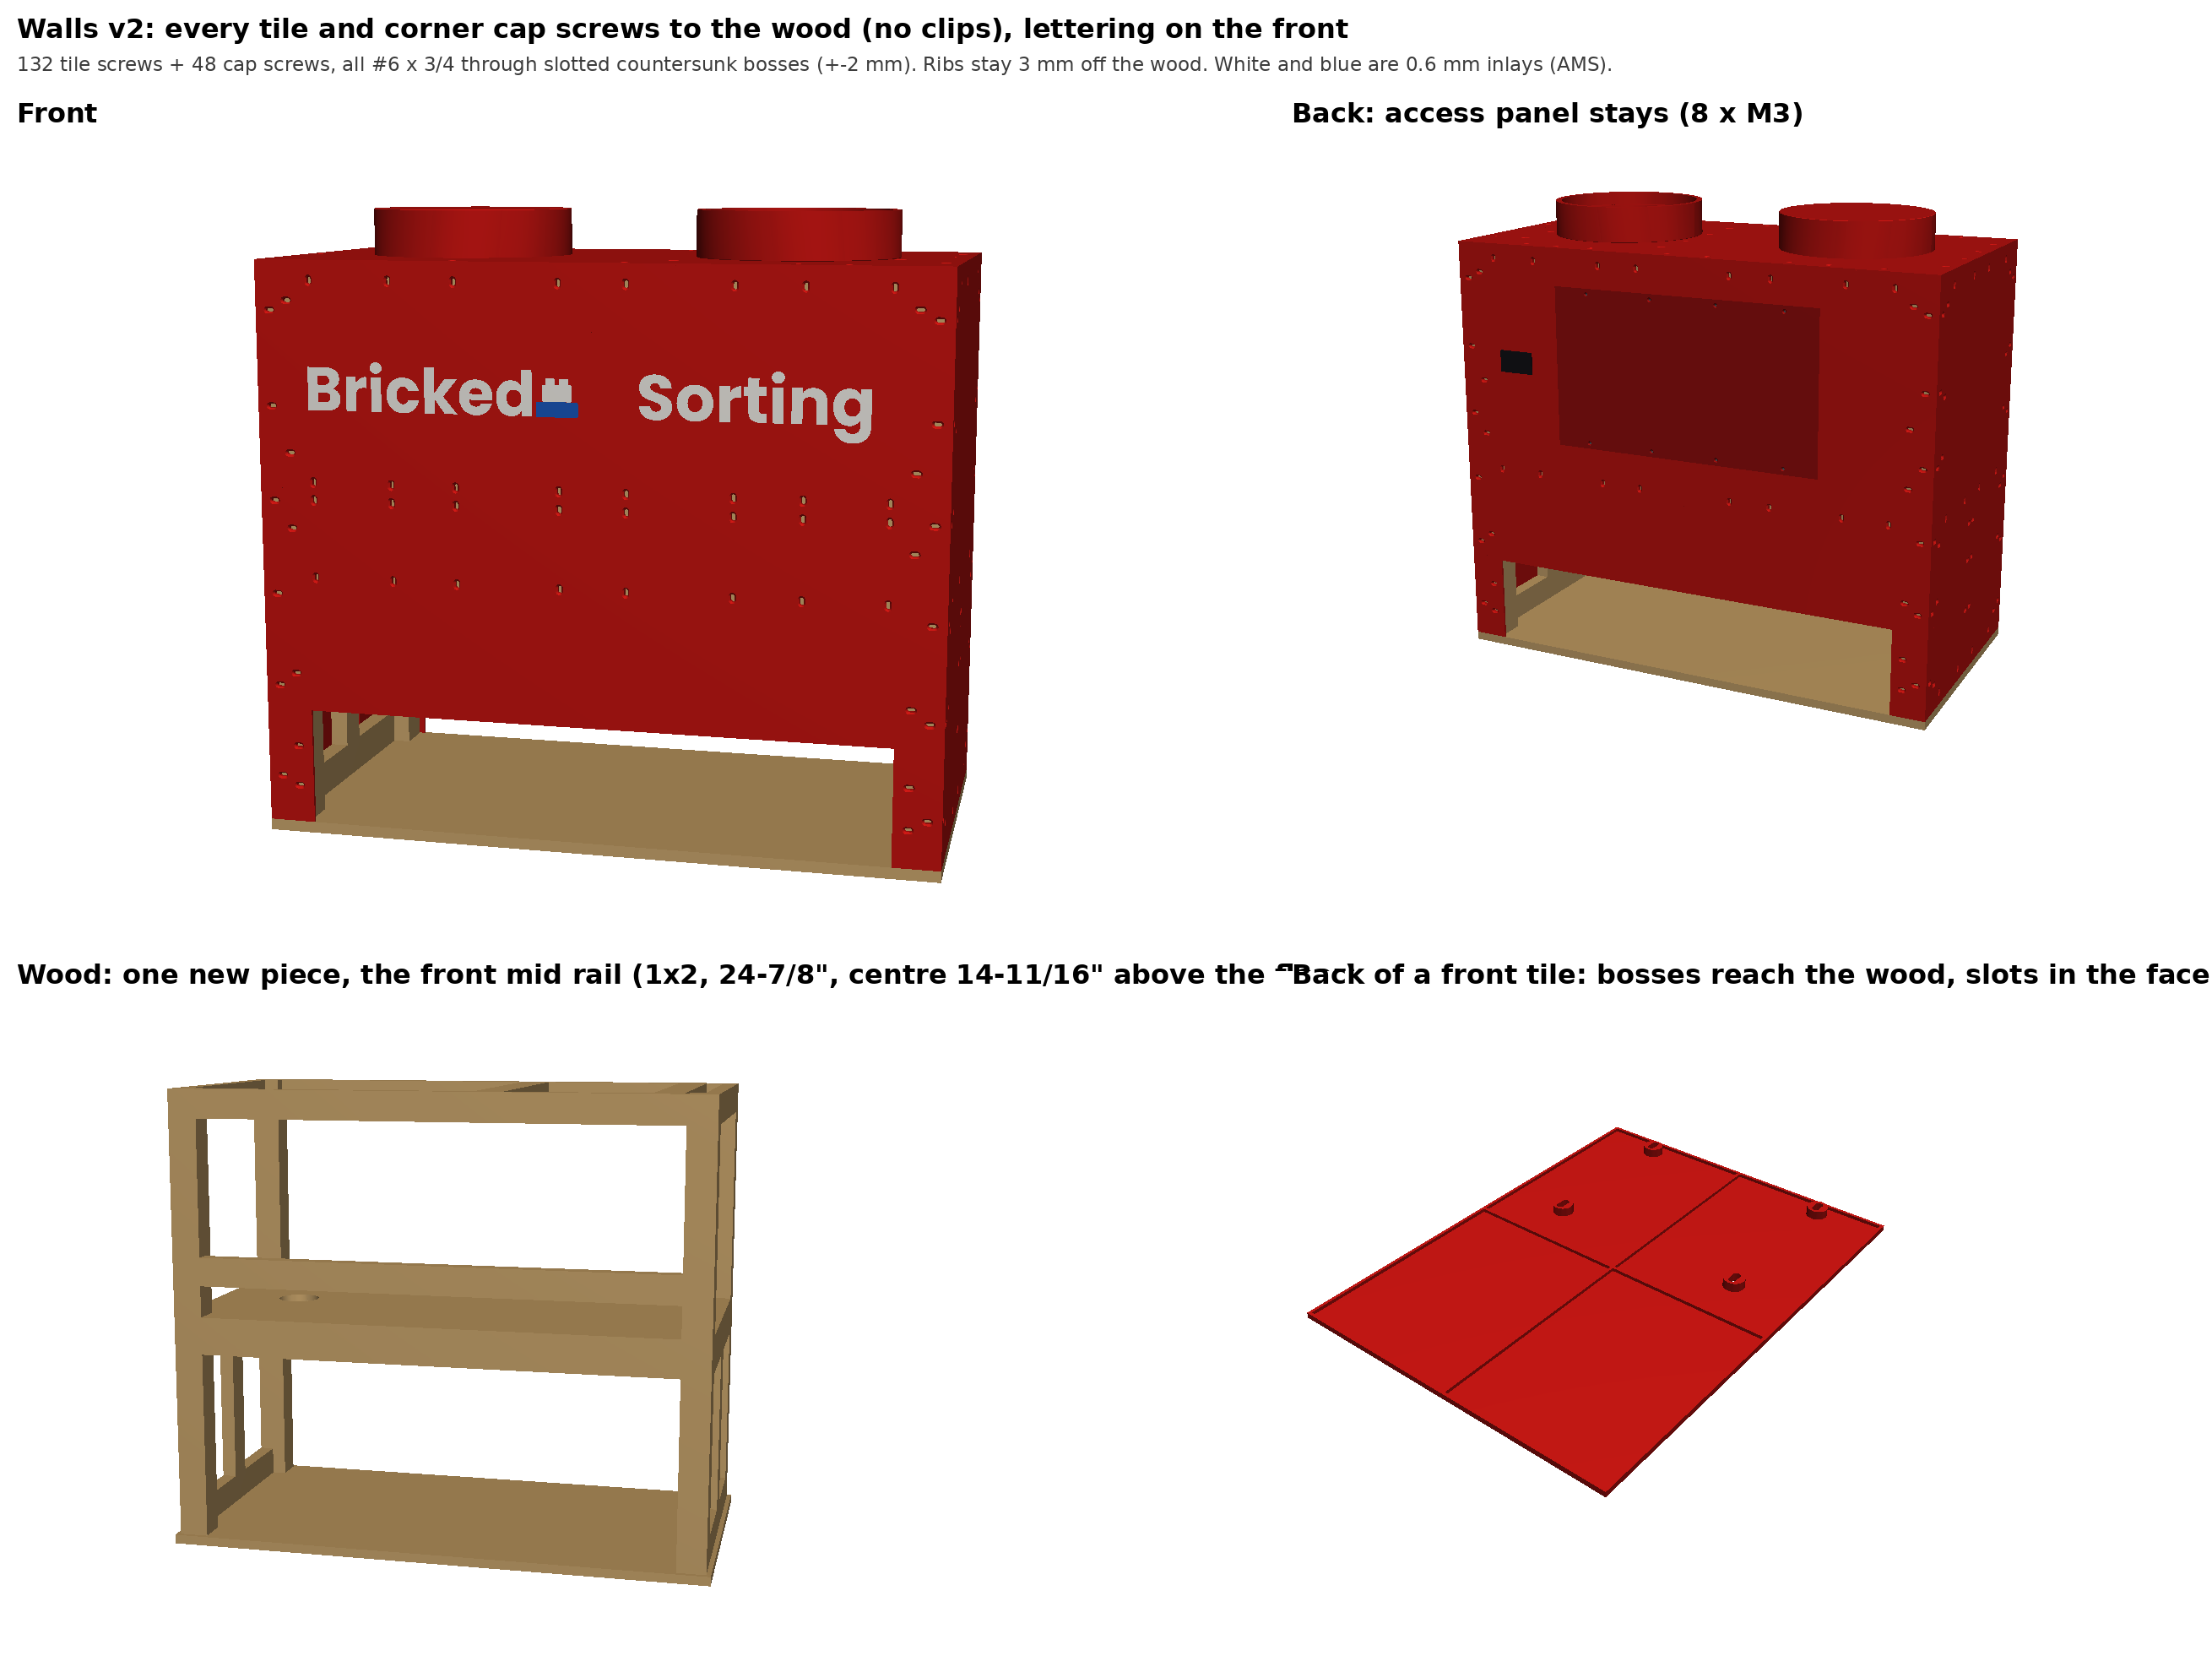 Walls v2: every tile and corner cap screws to the wood (no clips), lettering on the front
132 tile screws + 48 cap screws, all #6 x 3/4 through slotted countersunk bosses (+-2 mm). Ribs stay 3 mm off the wood. White and blue are 0.6 mm inlays (AMS).
Front
Back: access panel stays (8 x M3)
Bricked Sorting
Wood: one new piece, the front mid rail (1x2, 24-7/8", centre 14-11/16" above the
Back of a front tile: bosses reach the wood, slots in the face